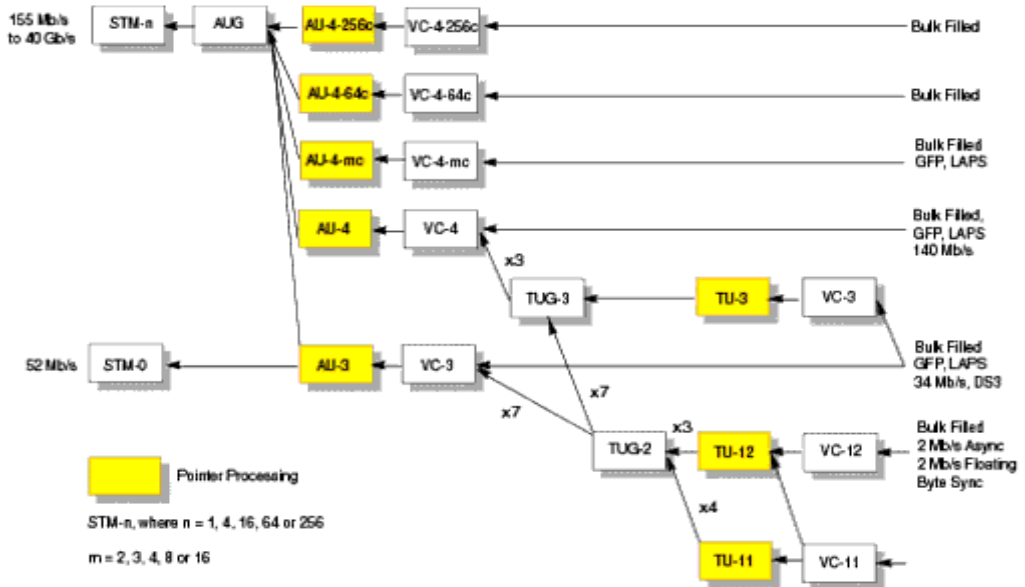 155 Mb/s
to 40 Gb/s
STM-n
AUG
AU-4-256c
VC-4-256c
Bulk Filled
AU-4-64c
VC-4-64c
Bulk Filled
AU-4-mc
VC-4-mc
Bulk Filled
GFP, LAPS
AU-4
VC-4
Bulk Filled,
GFP, LAPS
140 Mb/s
x3
TUG-3
TU-3
VC-3
52 Mb/s
STM-0
AU-3
VC-3
Bulk Filled
GFP, LAPS
34 Mb/s, DS3
x7
x7
TUG-2
x3
TU-12
VC-12
Bulk Filled
2 Mb/s Async
2 Mb/s Floating
Byte Sync
Pointer Processing
x4
STM-n, where n = 1, 4, 16, 64 or 256
m = 2, 3, 4, 8 or 16
TU-11
VC-11